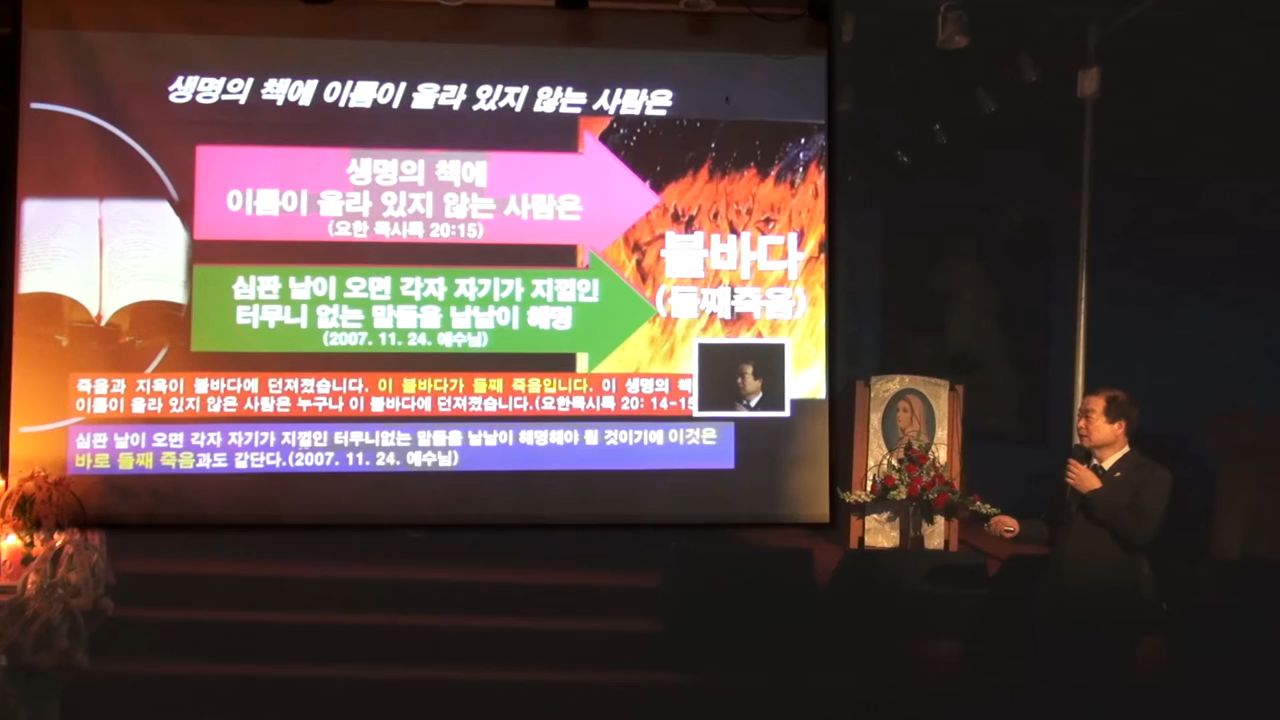 생명의 책에 이름이 올라 있지 않는 사람은
생명의 책에
이름이 올라 있지 않는 사람은
(요한 묵시록 20:15)
심판 날이 오면 각자 자기가 지껄인
터무니 없는 말들을 낱낱이 해명
(2007. 11. 24. 예수님)
불바다
(둘째죽음)
죽음과 지옥이 불바다에 던져졌습니다. 이 불바다가 둘째 죽음입니다. 이 생명의 책
이름이 올라 있지 않은 사람은 누구나 이 불바다에 던져졌습니다.(요한묵시록 20: 14-15
심판 날이 오면 각자 자기가 지껄인 터무니없는 말들을 낱낱이 해명해야 될 것이기에 이것은
바로 둘째 죽음과도 같단다.(2007. 11. 24. 예수님)